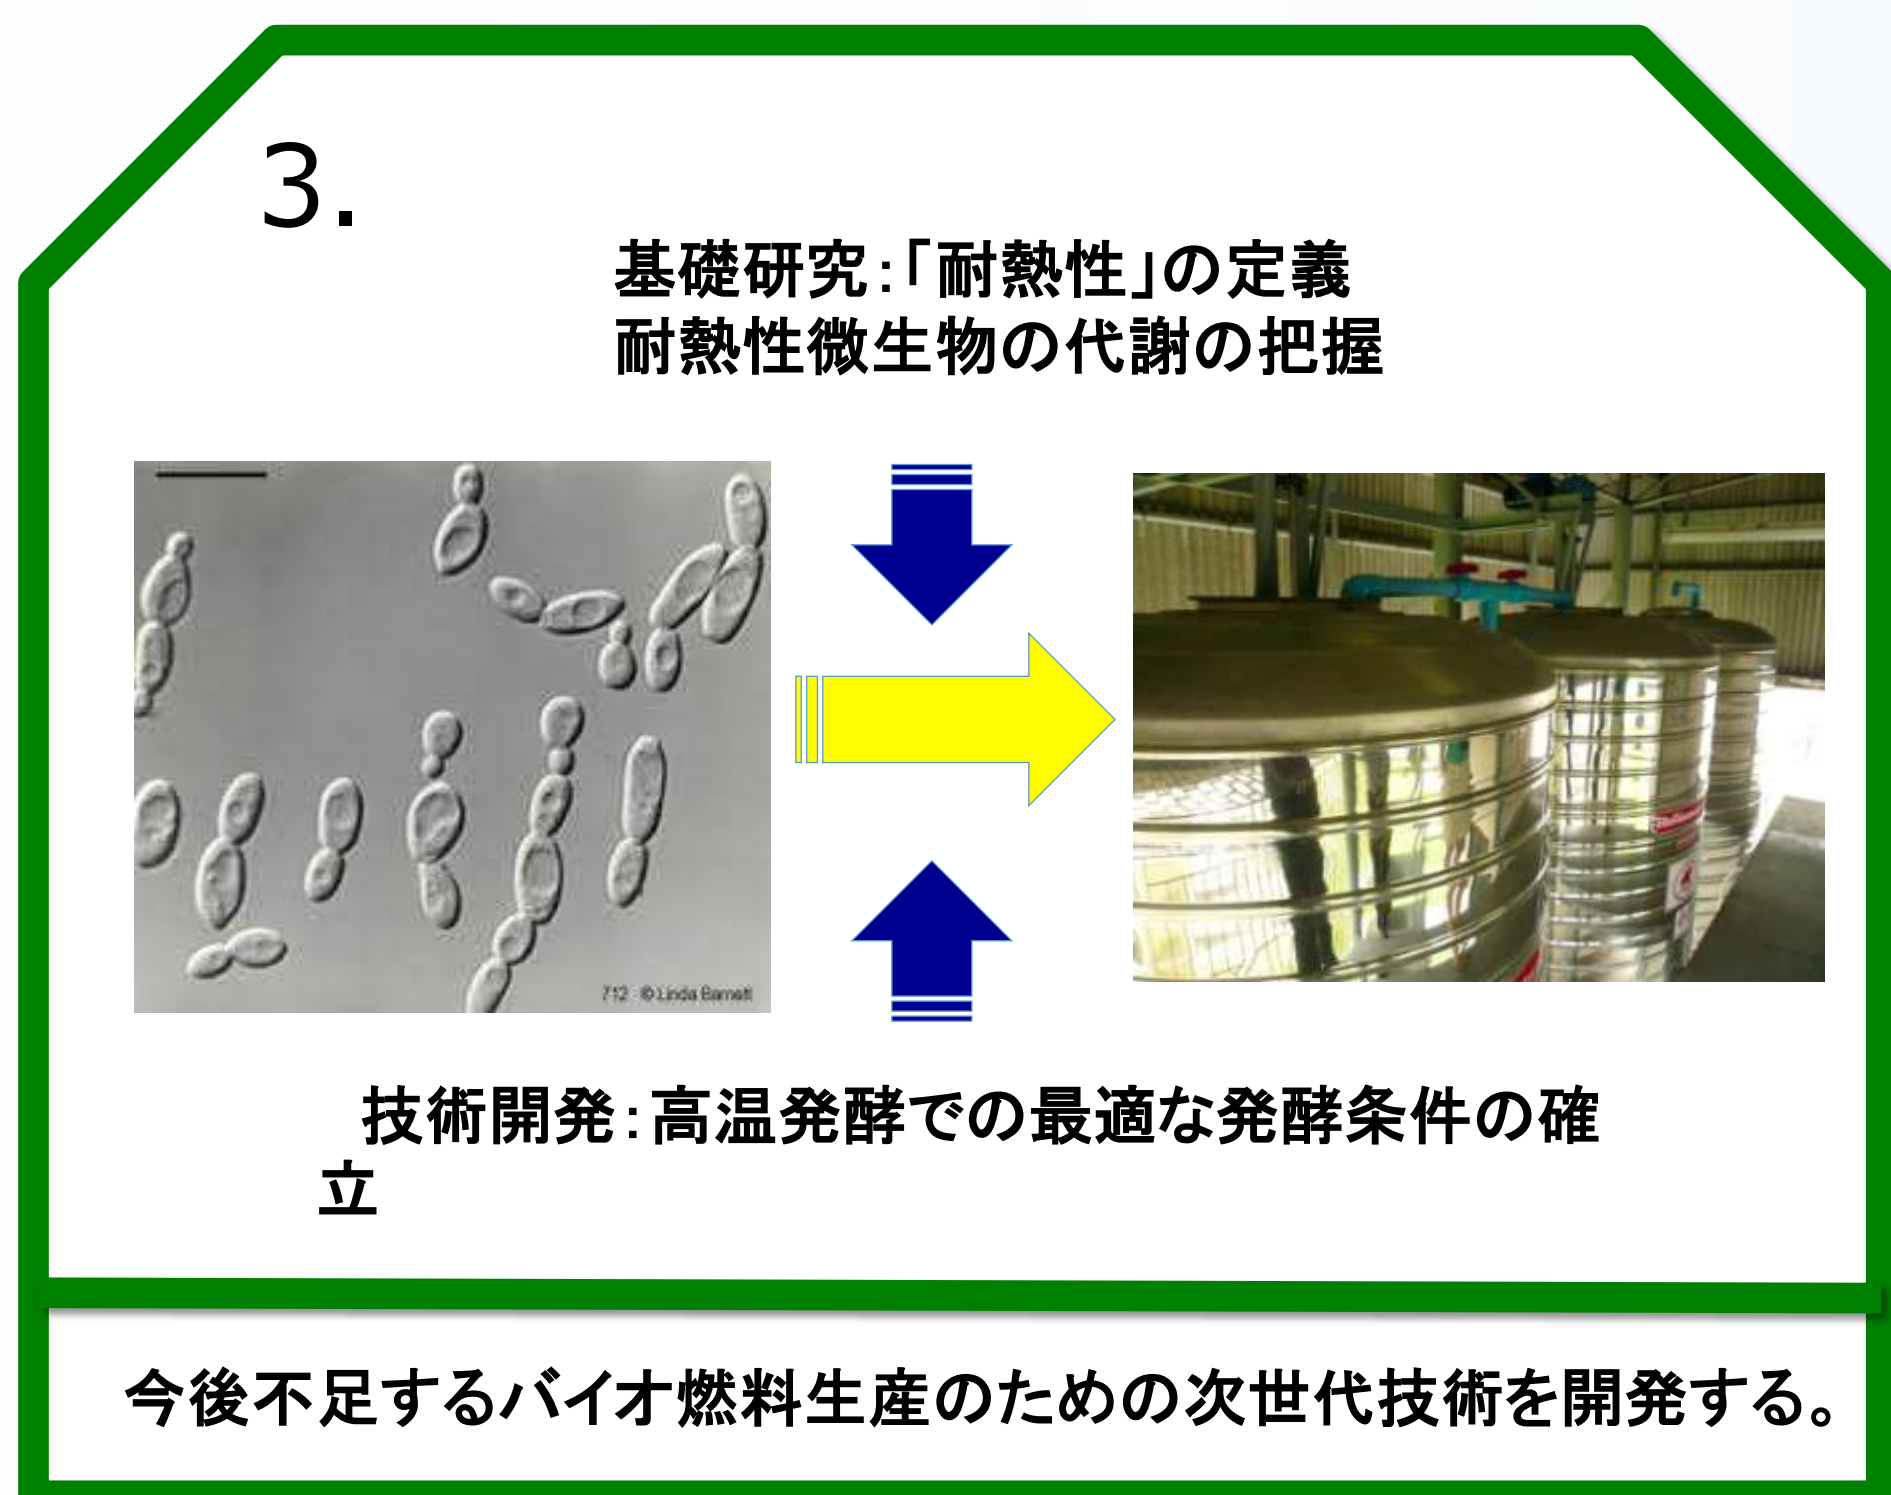 3.
基礎研究:「耐熱性」の定義
耐熱性微生物の代謝の把握
712 © Linda Barnett
技術開発:高温発酵での最適な発酵条件の確
立
今後不足するバイオ燃料生産のための次世代技術を開発する。